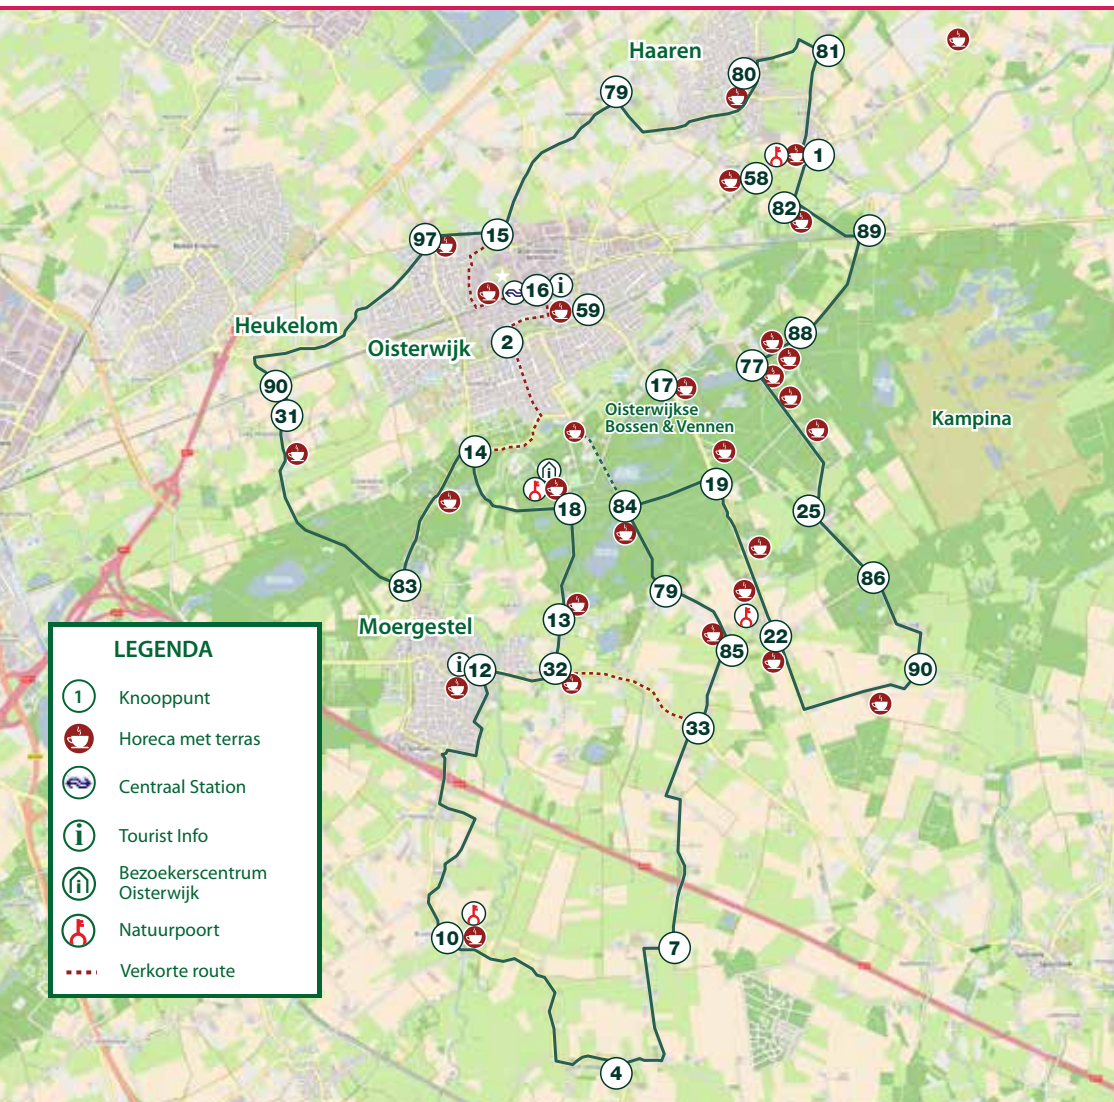 Haaren
81
80
79
1
58
82
89
15
97
16
i
59
Heukelom
Oisterwijk
2
88
77
90
17
31
Oisterwijkse
Bossen & Vennen
Kampina
14
i
19
18
84
25
83
86
79
13
Moergestel
22
85
i
12
32
90
33
10
7
4
LEGENDA
1 Knooppunt
Horeca met terras
Centraal Station
i Tourist Info
i Bezoekerscentrum
Oisterwijk
Natuurpoort
Verkorte route